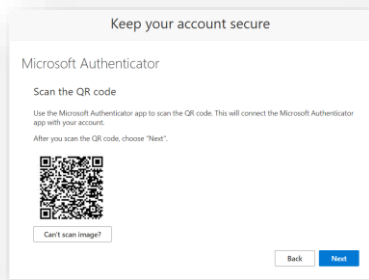 Keep your account secure
Microsoft Authenticator
Scan the QR code
Use the Microsoft Authenticator app to scan the QR code. This will connect the Microsoft Authenticator
app with your account.
After you scan the QR code, choose "Next".
Can't scan image?
Back
Next